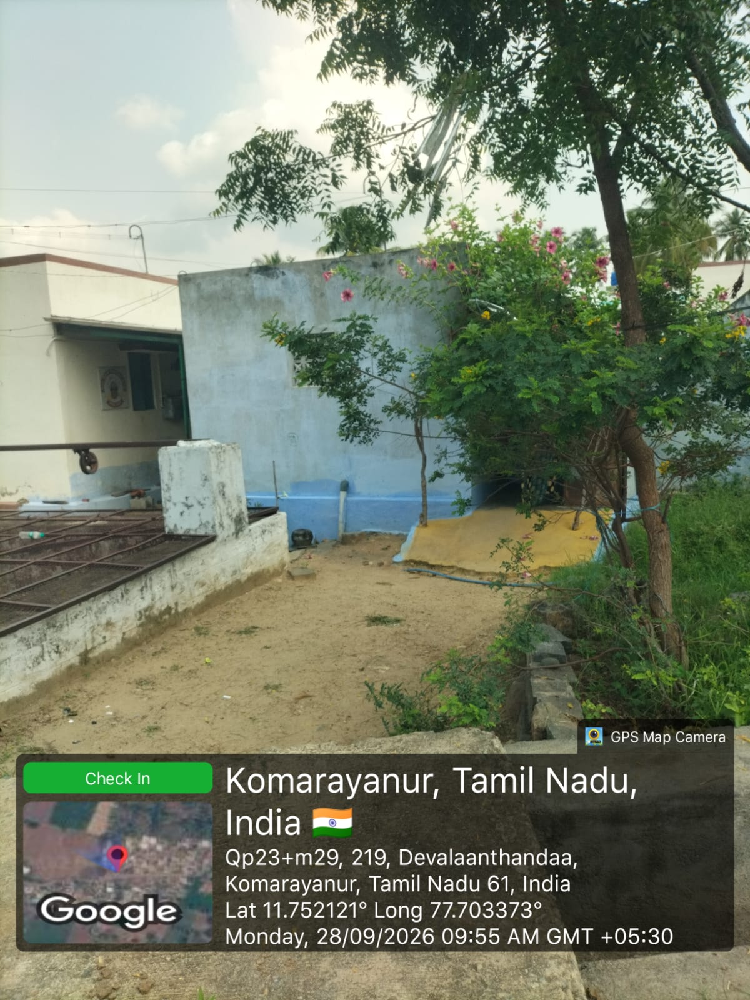 GPS Map Camera
Check In
Komarayanur, Tamil Nadu,
India 🇮🇳
Qp23+m29, 219, Devalaanthandaa,
Komarayanur, Tamil Nadu 61, India
Lat 11.752121° Long 77.703373°
Monday, 28/09/2026 09:55 AM GMT +05:30
Google